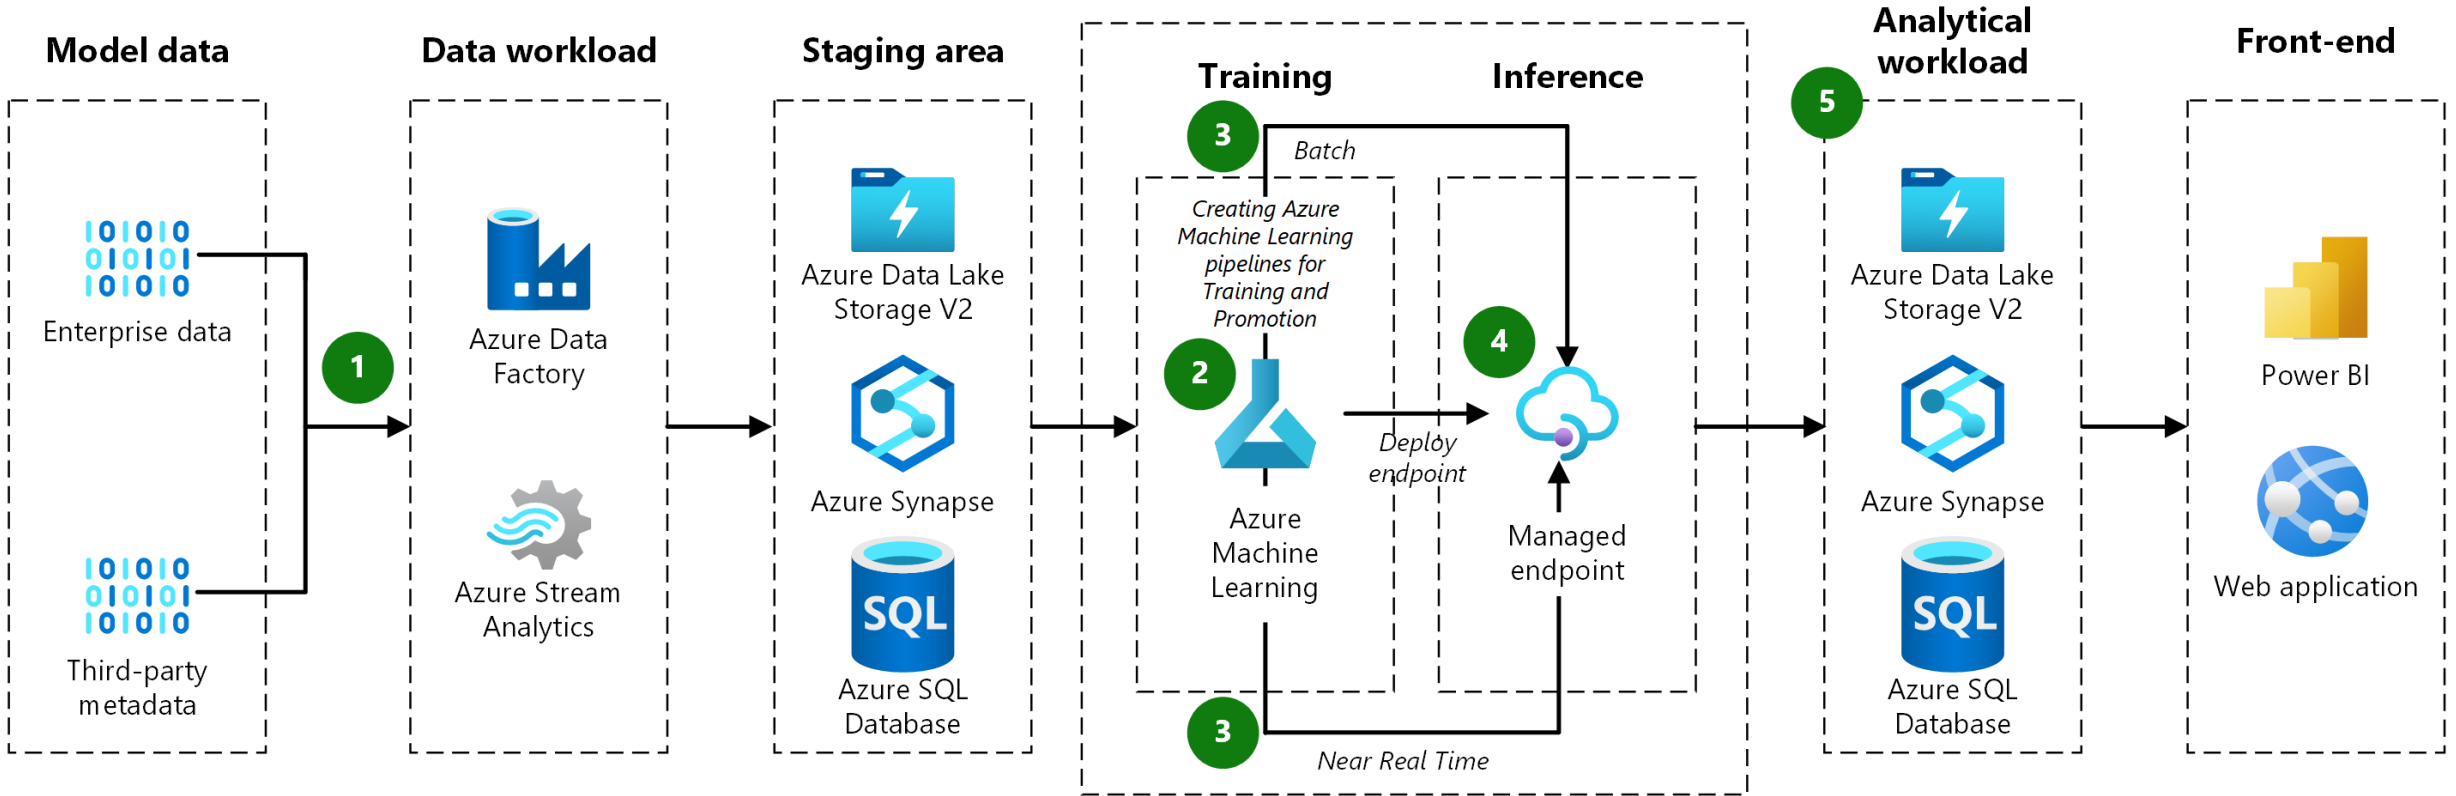 Model data
Enterprise data
Third-party
metadata
1
Data workload
Azure Data
Factory
Azure Stream
Analytics
Staging area
Azure Data Lake
Storage V2
Azure Synapse
SQL
Azure SQL
Database
Training
3
Batch
Creating Azure
Machine Learning
pipelines for
Training and
Promotion
2
Azure
Machine
Learning
Deploy
endpoint
3
Near Real Time
Inference
4
Managed
endpoint
Analytical
workload
5
Azure Data Lake
Storage V2
Azure Synapse
SQL
Azure SQL
Database
Front-end
Power BI
Web application